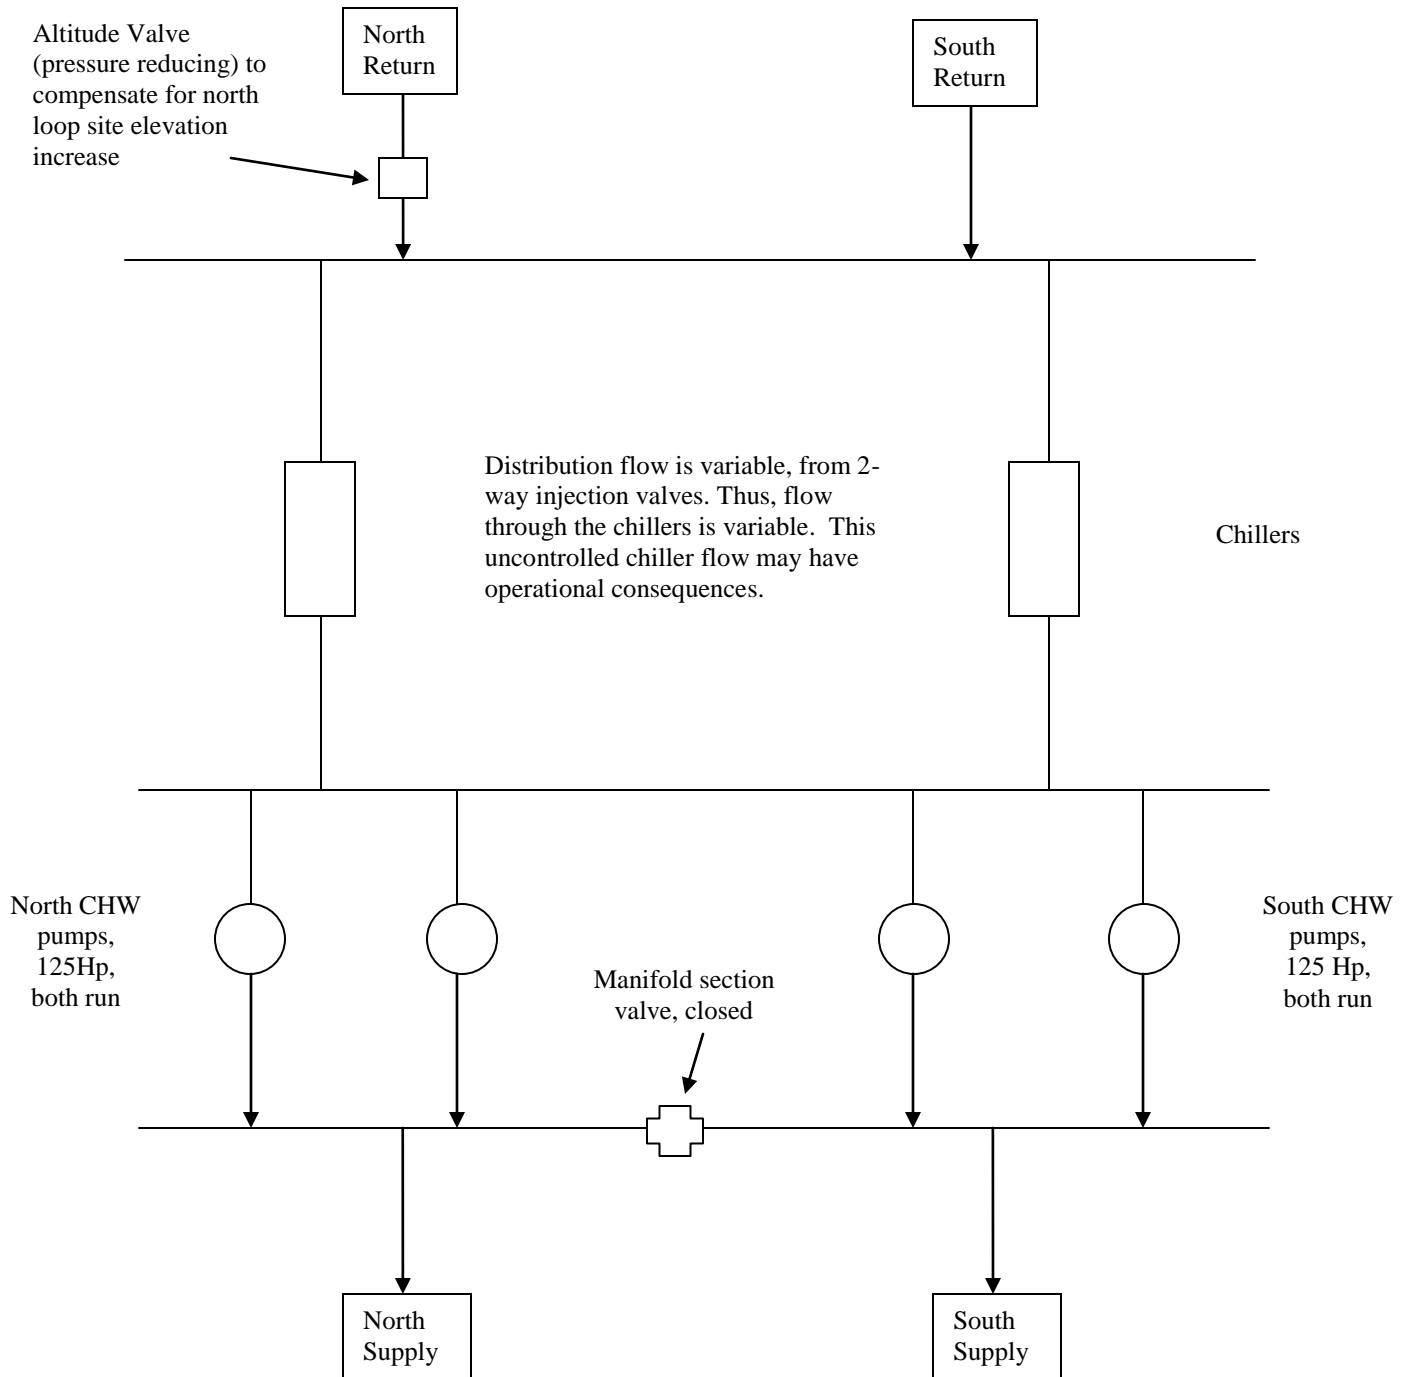 Altitude Valve
(pressure reducing) to
compensate for north
loop site elevation
increase
North
Return
South
Return
Distribution flow is variable, from 2-
way injection valves. Thus, flow
through the chillers is variable.  This
uncontrolled chiller flow may have
operational consequences.
Chillers
North CHW
pumps,
125Hp,
both run
Manifold section
valve, closed
South CHW
pumps,
125 Hp,
both run
North
Supply
South
Supply